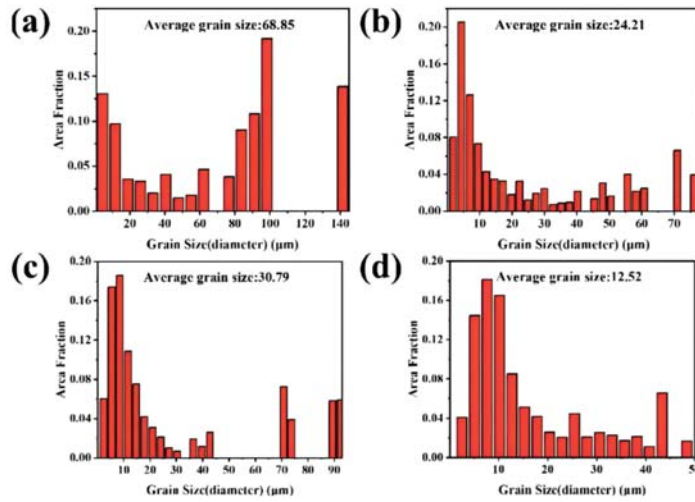 (a)
Average grain size:68.85
Area Fraction
0.20
0.15
0.10
0.05
0.00
20 40 60 80 100 120 140
Grain Size(diameter) (μm)
(b)
Average grain size:24.21
Area Fraction
0.20
0.16
0.12
0.08
0.04
0.00
10 20 30 40 50 60 70
Grain Size(diameter) (μm)
(c)
Average grain size:30.79
Area Fraction
0.20
0.16
0.12
0.08
0.04
0.00
10 20 30 40 50 60 70 80 90
Grain Size(diameter) (μm)
(d)
Average grain size:12.52
Area Fraction
0.20
0.16
0.12
0.08
0.04
0.00
10 20 30 40 50
Grain Size(diameter) (μm)